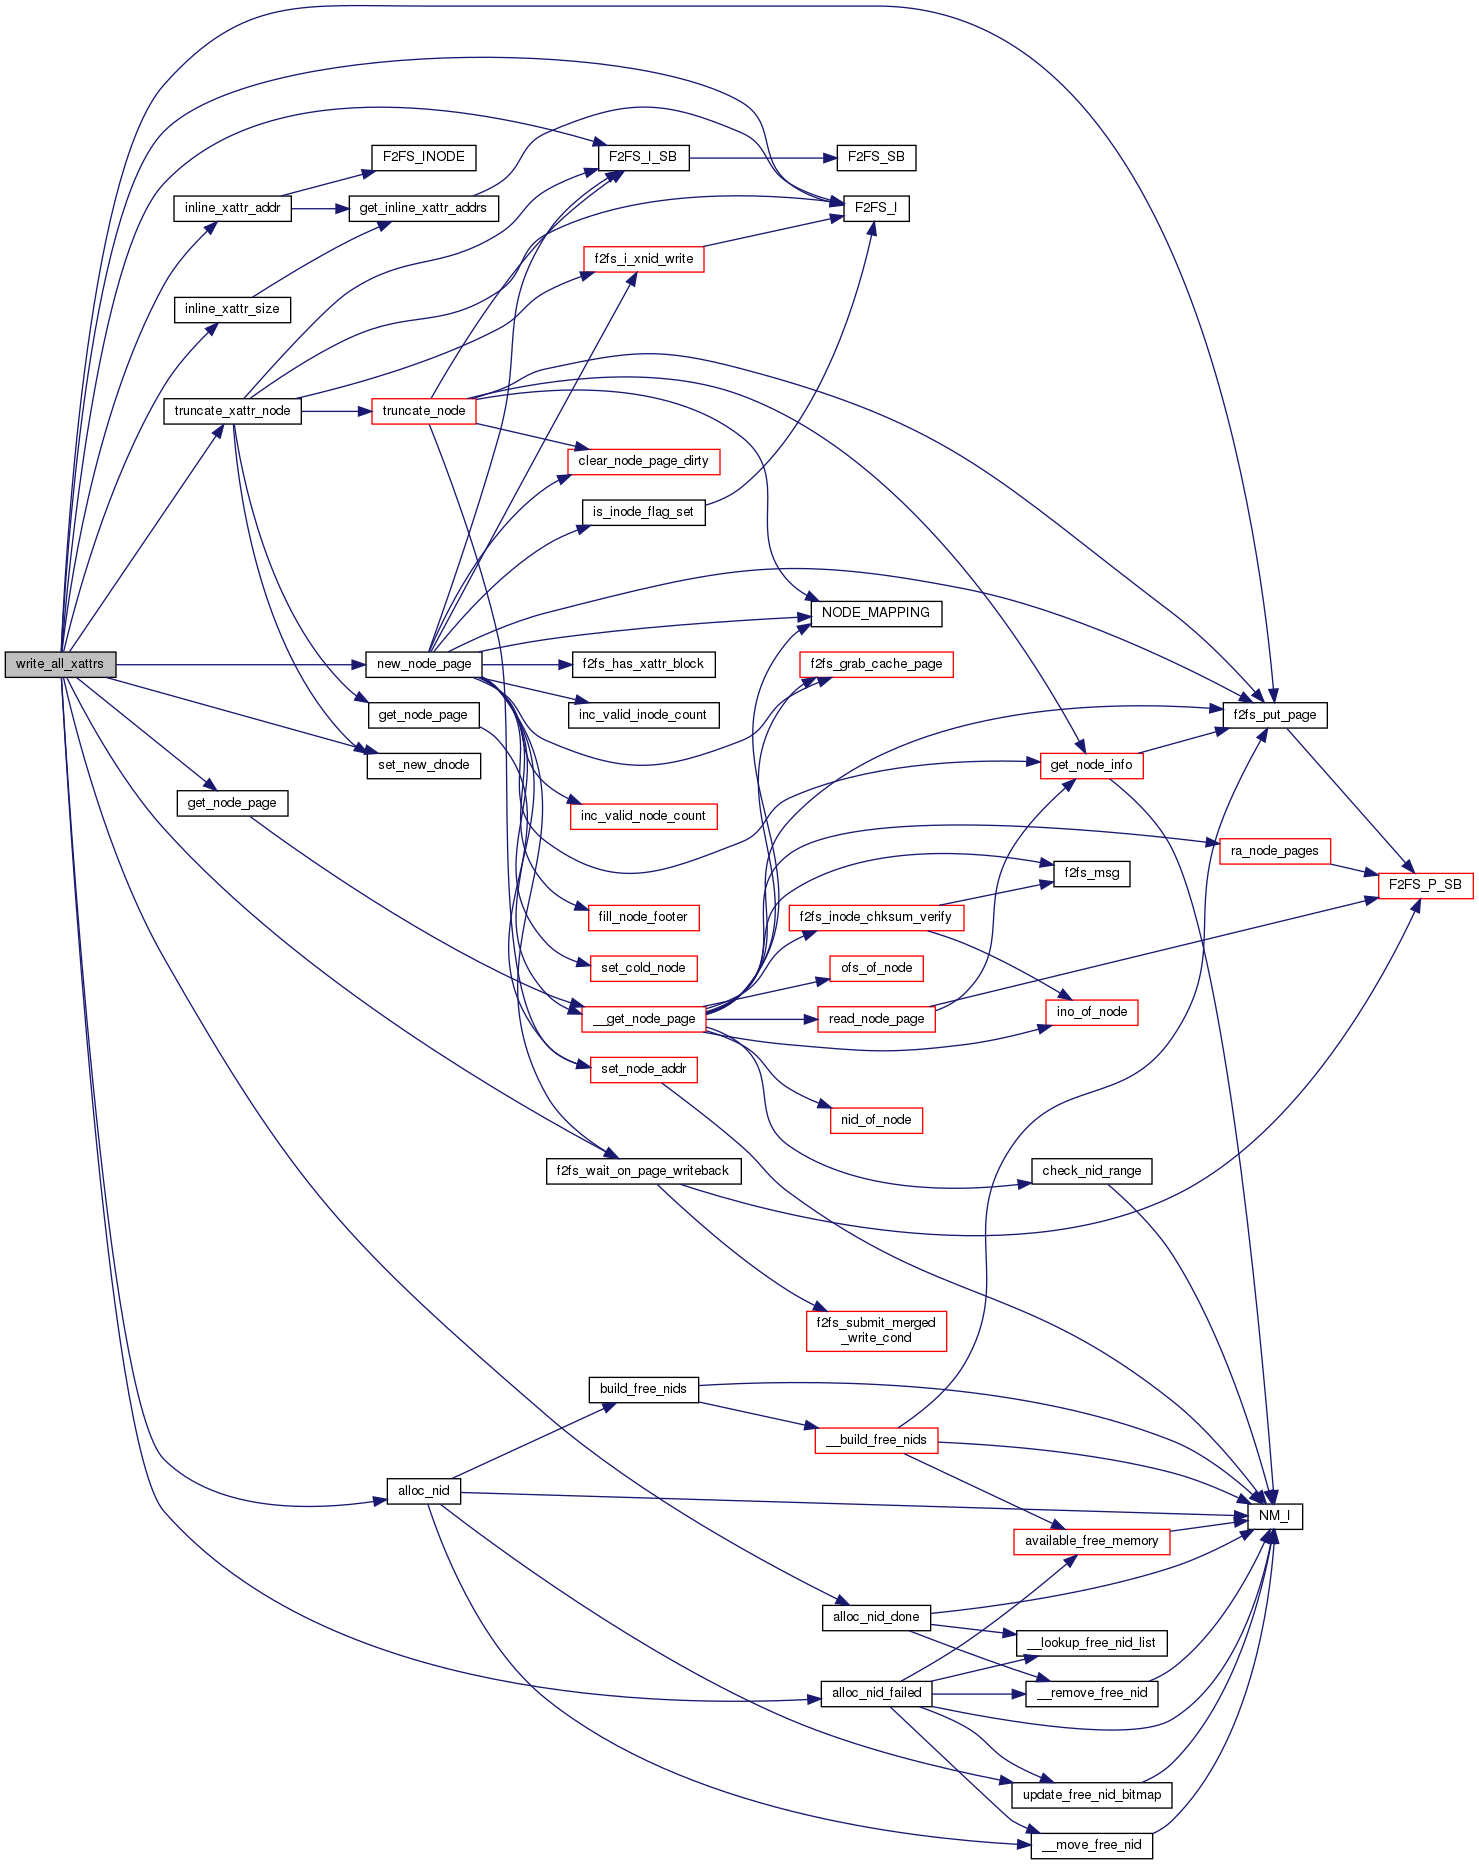 F2FS_INODE
F2FS_I_SB
F2FS_SB
inline_xattr_addr
get_inline_xattr_addrs
F2FS_I
f2fs_i_xnid_write
inline_xattr_size
truncate_xattr_node
truncate_node
clear_node_page_dirty
is_inode_flag_set
NODE_MAPPING
write_all_xattrs
new_node_page
f2fs_has_xattr_block
f2fs_grab_cache_page
get_node_page
inc_valid_inode_count
f2fs_put_page
set_new_dnode
get_node_info
get_node_page
inc_valid_node_count
ra_node_pages
f2fs_msg
F2FS_P_SB
fill_node_footer
f2fs_inode_chksum_verify
set_cold_node
ofs_of_node
__get_node_page
read_node_page
ino_of_node
set_node_addr
nid_of_node
f2fs_wait_on_page_writeback
check_nid_range
f2fs_submit_merged
_write_cond
build_free_nids
__build_free_nids
alloc_nid
NM_I
available_free_memory
alloc_nid_done
__lookup_free_nid_list
alloc_nid_failed
__remove_free_nid
update_free_nid_bitmap
__move_free_nid